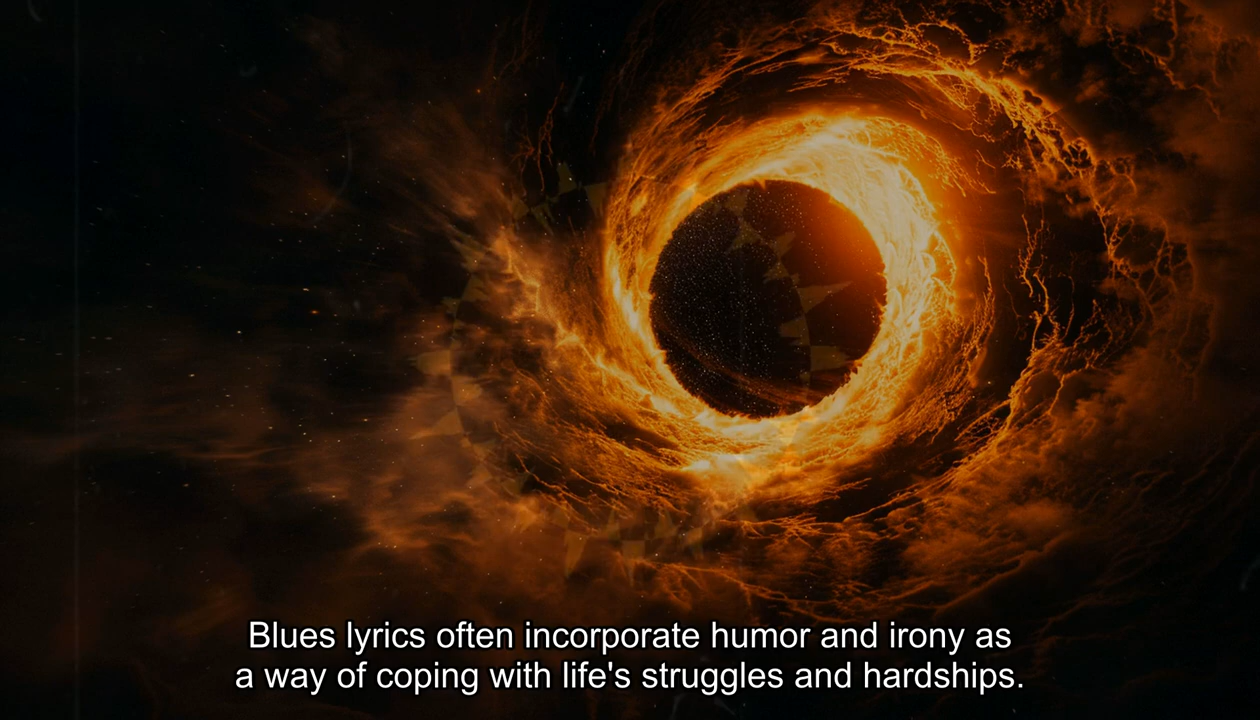 Blues lyrics often incorporate humor and irony as
a way of coping with life's struggles and hardships.